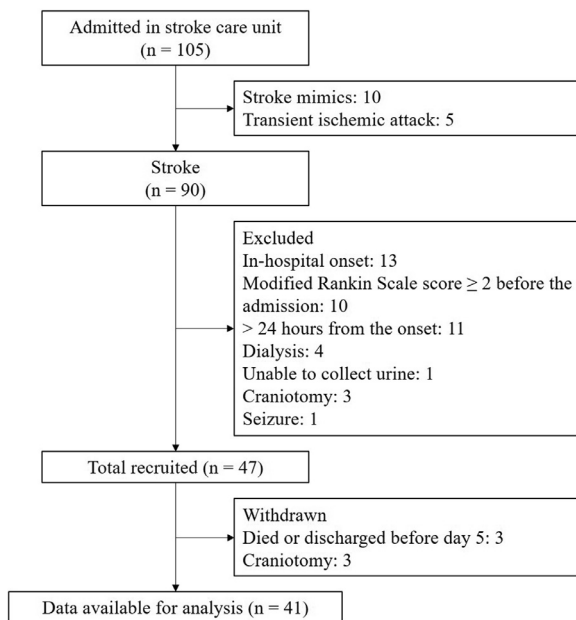 Admitted in stroke care unit
(n = 105)
Stroke mimics: 10
Transient ischemic attack: 5
Stroke
(n = 90)
Excluded
In-hospital onset: 13
Modified Rankin Scale score ≥ 2 before the
admission: 10
> 24 hours from the onset: 11
Dialysis: 4
Unable to collect urine: 1
Craniotomy: 3
Seizure: 1
Total recruited (n = 47)
Withdrawn
Died or discharged before day 5: 3
Craniotomy: 3
Data available for analysis (n = 41)